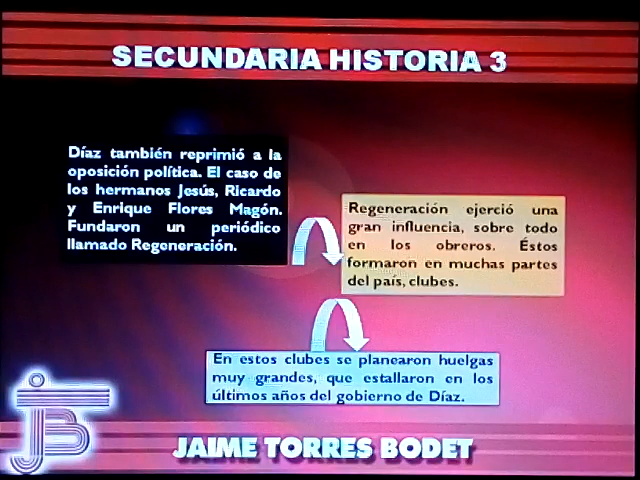 SECUNDARIA HISTORIA 3
Díaz también reprimió a la
oposición política. El caso de
los hermanos Jesús, Ricardo
y Enrique Flores Magón.
Fundaron un periódico
llamado Regeneración.
Regeneración ejerció una
gran influencia, sobre todo
en los obreros. Éstos
formaron en muchas partes
del país, clubes.
En estos clubes se planearon huelgas
muy grandes, que estallaron en los
últimos años del gobierno de Díaz.
JTB
JAIME TORRES BODET